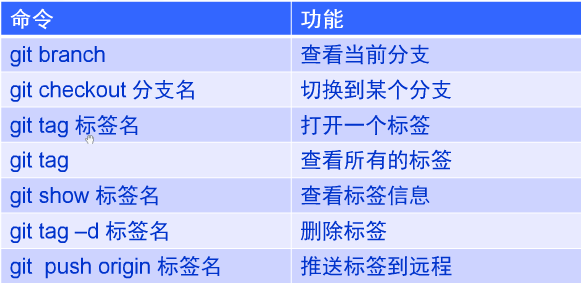 命令 功能
git branch 查看当前分支
git checkout 分支名 切换到某个分支
git tag 标签名 打开一个标签
git tag 查看所有的标签
git show 标签名 查看标签信息
git tag –d 标签名 删除标签
git  push origin 标签名 推送标签到远程